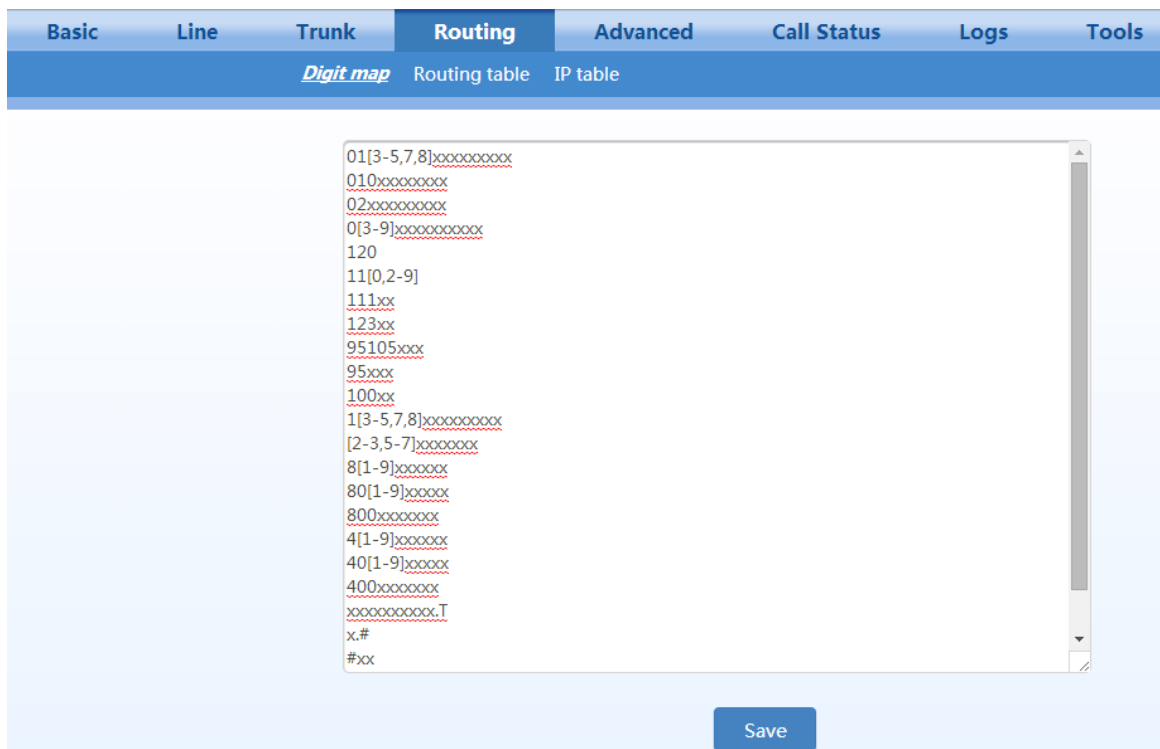 Basic Line Trunk Routing Advanced Call Status Logs Tools
Digit map Routing table IP table
01[3-5,7,8]xxxxxxxxx
010xxxxxxxx
02xxxxxxxxx
0[3-9]xxxxxxxxxx
120
11[0,2-9]
111xx
123xx
95105xxx
95xxx
100xx
1[3-5,7,8]xxxxxxxxx
[2-3,5-7]xxxxxxx
8[1-9]xxxxxx
80[1-9]xxxxx
800xxxxxxx
4[1-9]xxxxxx
40[1-9]xxxxx
400xxxxxxx
xxxxxxxxxx.T
x.#
#xx
Save